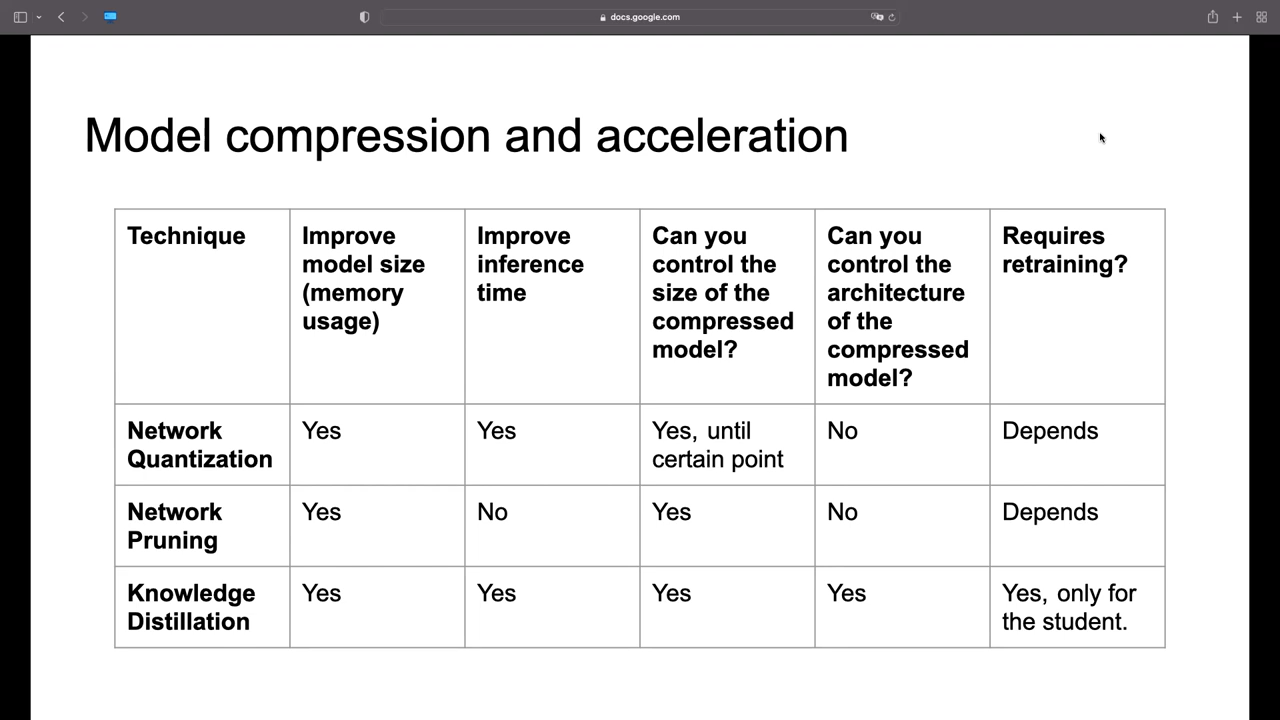 docs.google.com
Model compression and acceleration
Technique
Improve
model size
(memory
usage)
Improve
inference
time
Can you
control the
size of the
compressed
model?
Can you
control the
architecture
of the
compressed
model?
Requires
retraining?
Network
Quantization
Yes
Yes
Yes, until
certain point
No
Depends
Network
Pruning
Yes
No
Yes
No
Depends
Knowledge
Distillation
Yes
Yes
Yes
Yes
Yes, only for
the student.